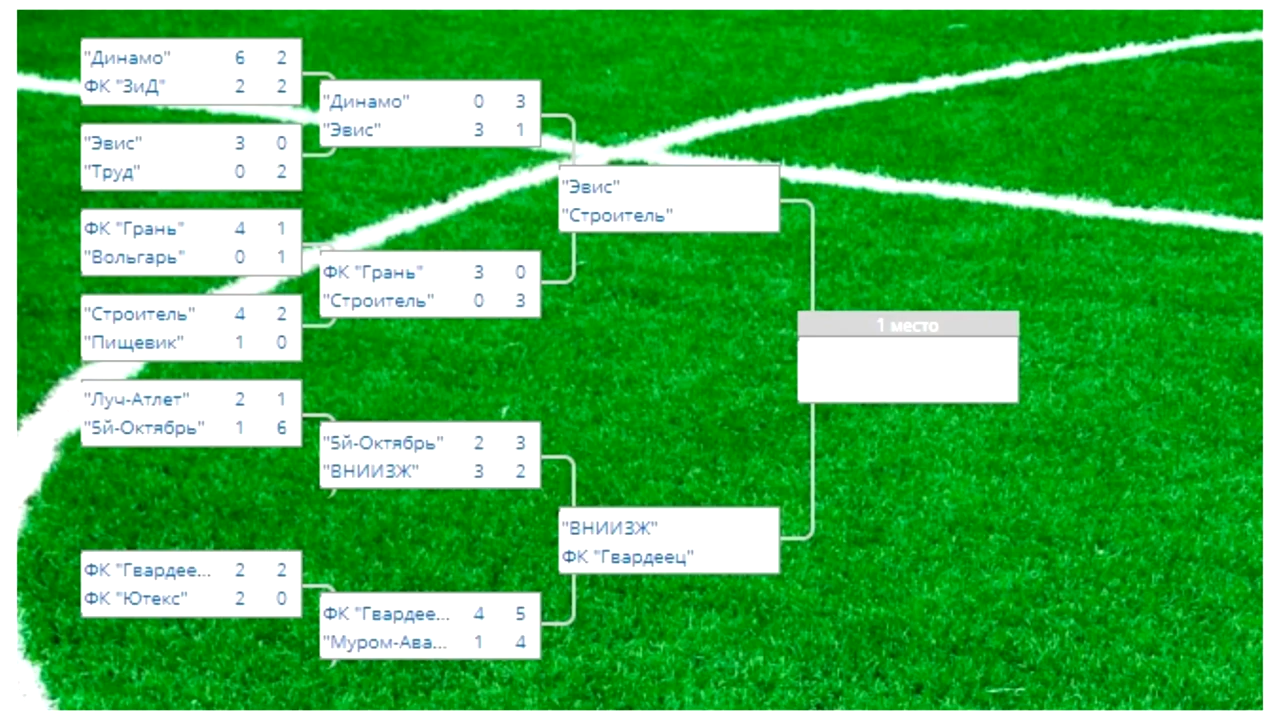 "Динамо" 6 2
ФК "ЗиД" 2 2
"Эвис" 3 0
"Труд" 0 2
ФК "Грань" 4 1
"Вольгарь" 0 1
"Строитель" 4 2
"Пищевик" 1 0
"Луч-Атлет" 2 1
"5й-Октябрь" 1 6
ФК "Гвардее... 2 2
ФК "Ютекс" 2 0
"Динамо" 0 3
"Эвис" 3 1
ФК "Грань" 3 0
"Строитель" 0 3
"5й-Октябрь" 2 3
"ВНИИЗЖ" 3 2
ФК "Гвардее... 4 5
"Муром-Ава... 1 4
"Эвис"
"Строитель"
"ВНИИЗЖ"
ФК "Гвардеец"
1 место